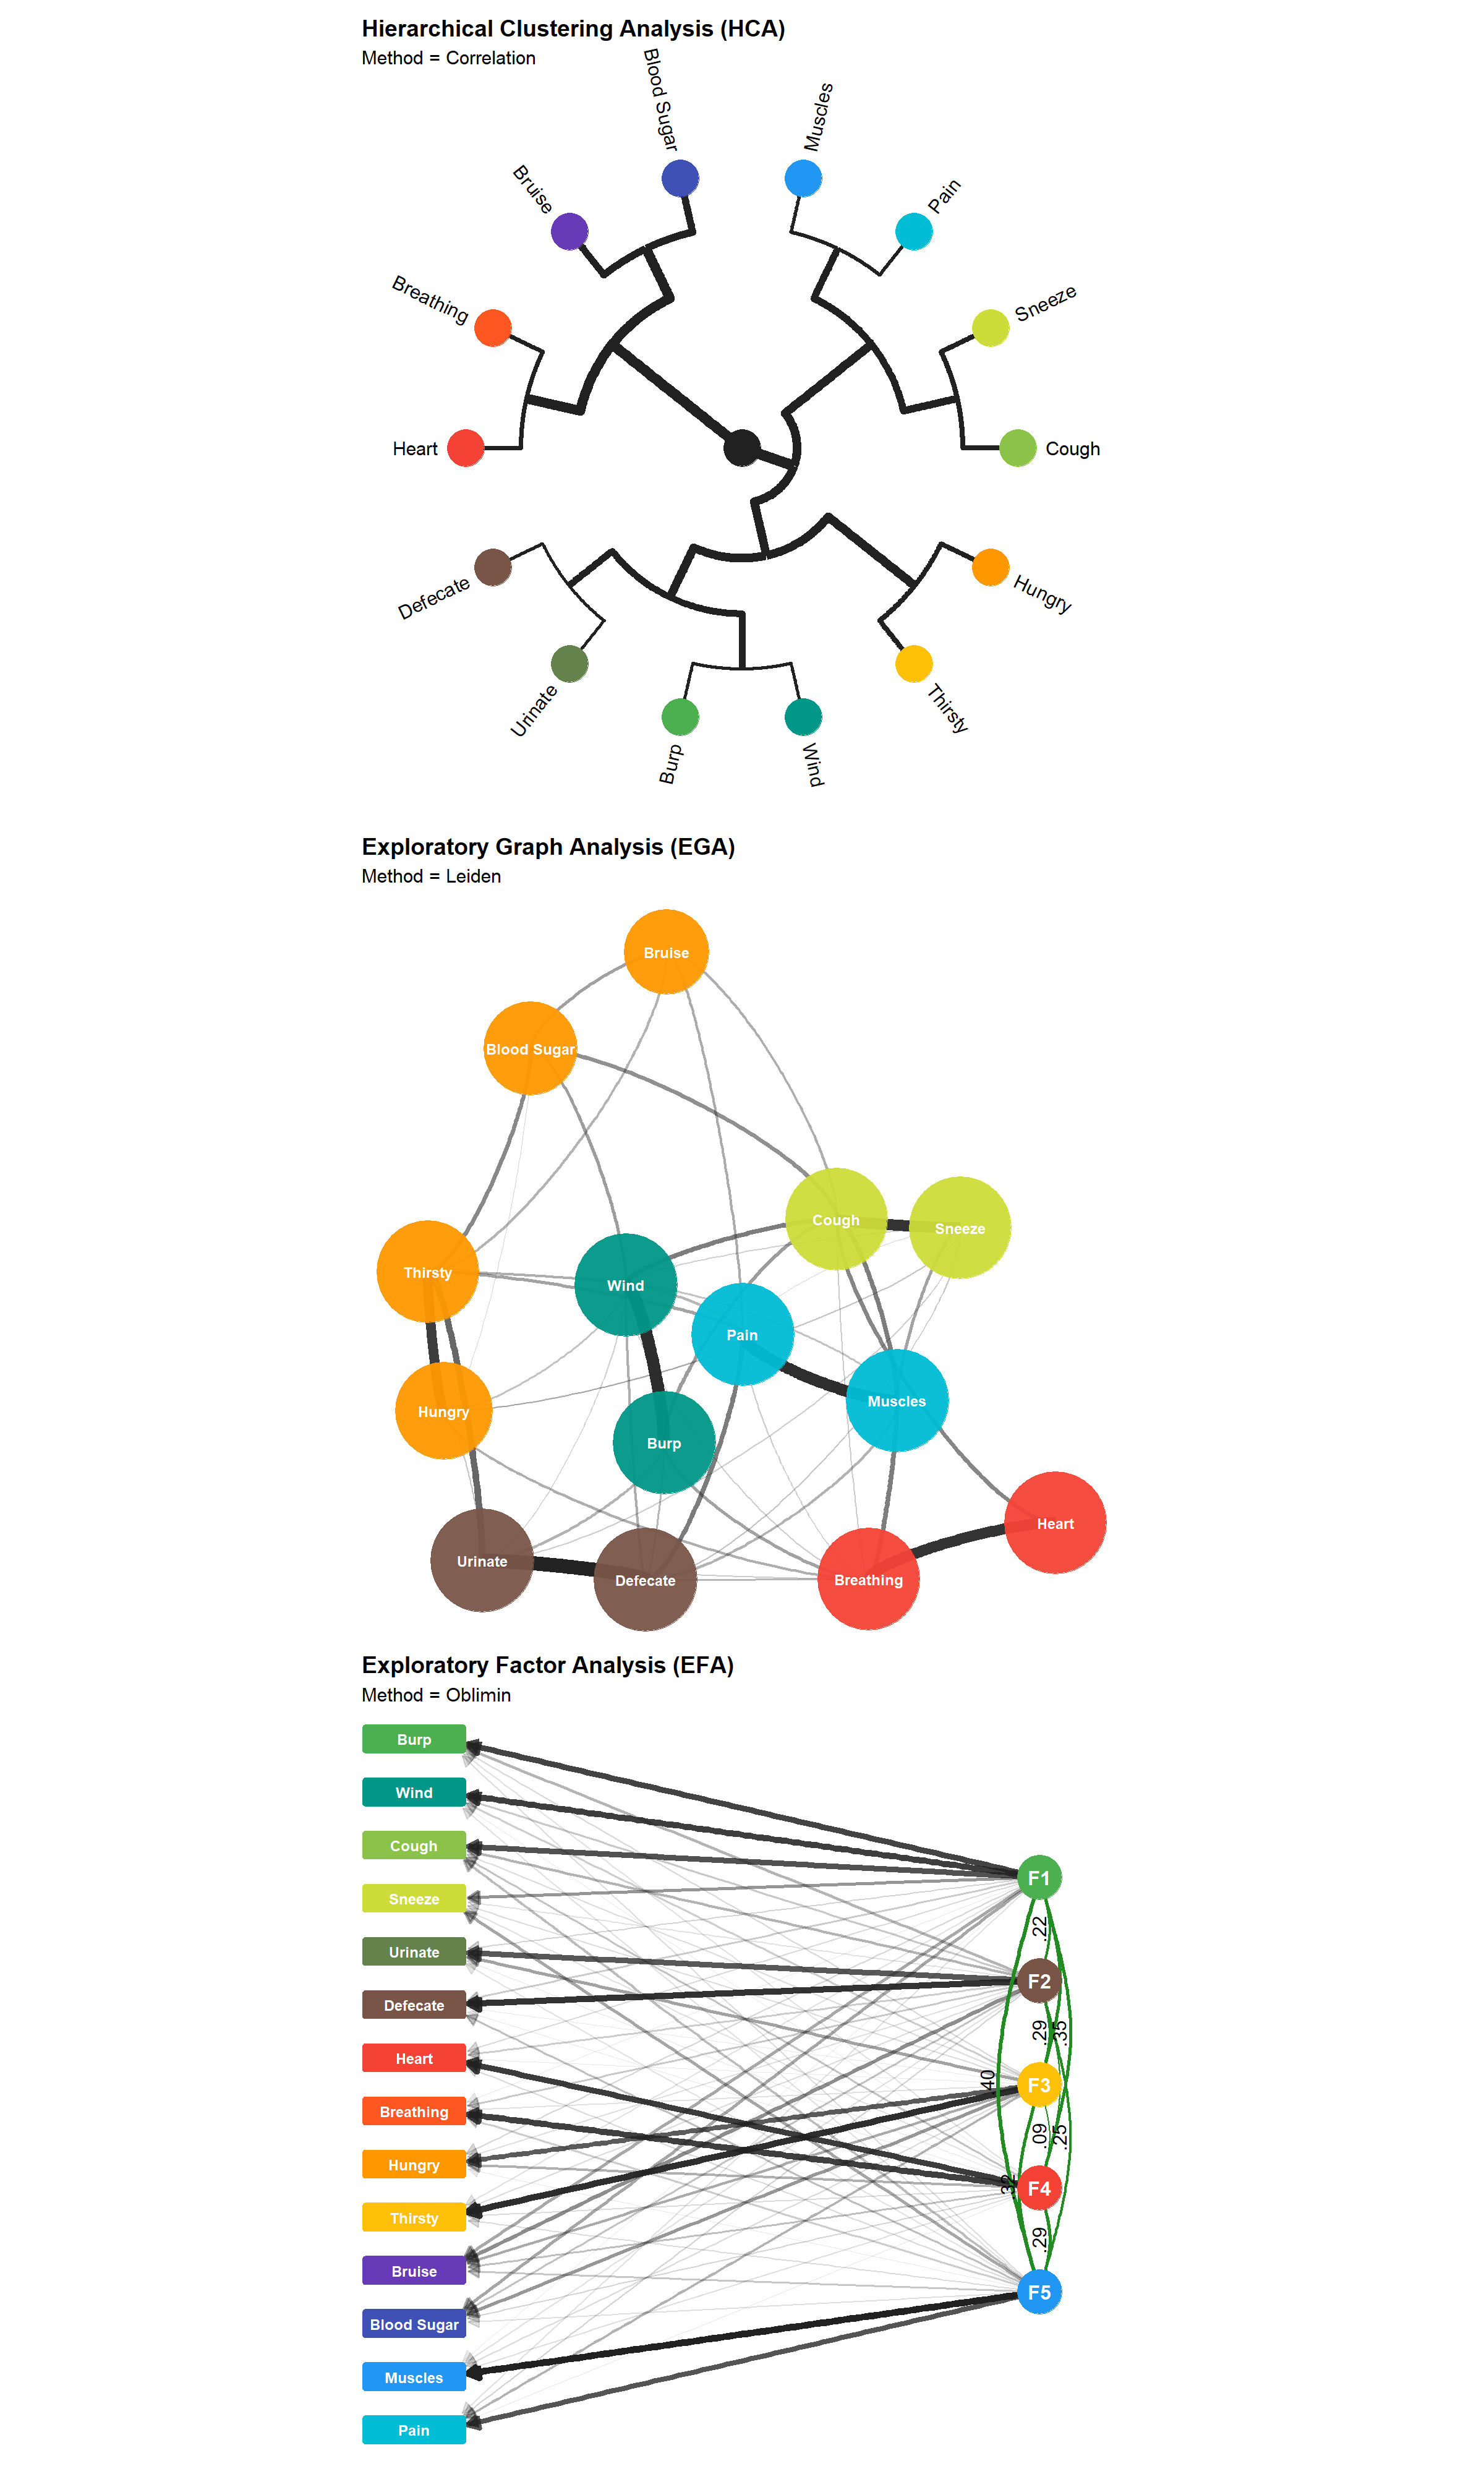 Hierarchical Clustering Analysis (HCA)
Method = Correlation
Blood Sugar
Muscles
Bruise
Pain
Breathing
Sneeze
Heart
Cough
Defecate
Hungry
Urinate
Thirsty
Burp
Wind
Exploratory Graph Analysis (EGA)
Method = Leiden
Bruise
Blood Sugar
Cough
Sneeze
Thirsty
Wind
Pain
Hungry
Muscles
Burp
Heart
Urinate
Defecate
Breathing
Exploratory Factor Analysis (EFA)
Method = Oblimin
Burp
Wind
Cough
Sneeze
Urinate
Defecate
Heart
Breathing
Hungry
Thirsty
Bruise
Blood Sugar
Muscles
Pain
F1
.22
F2
.29
.35
.40
F3
.09
.25
.32
F4
.29
F5